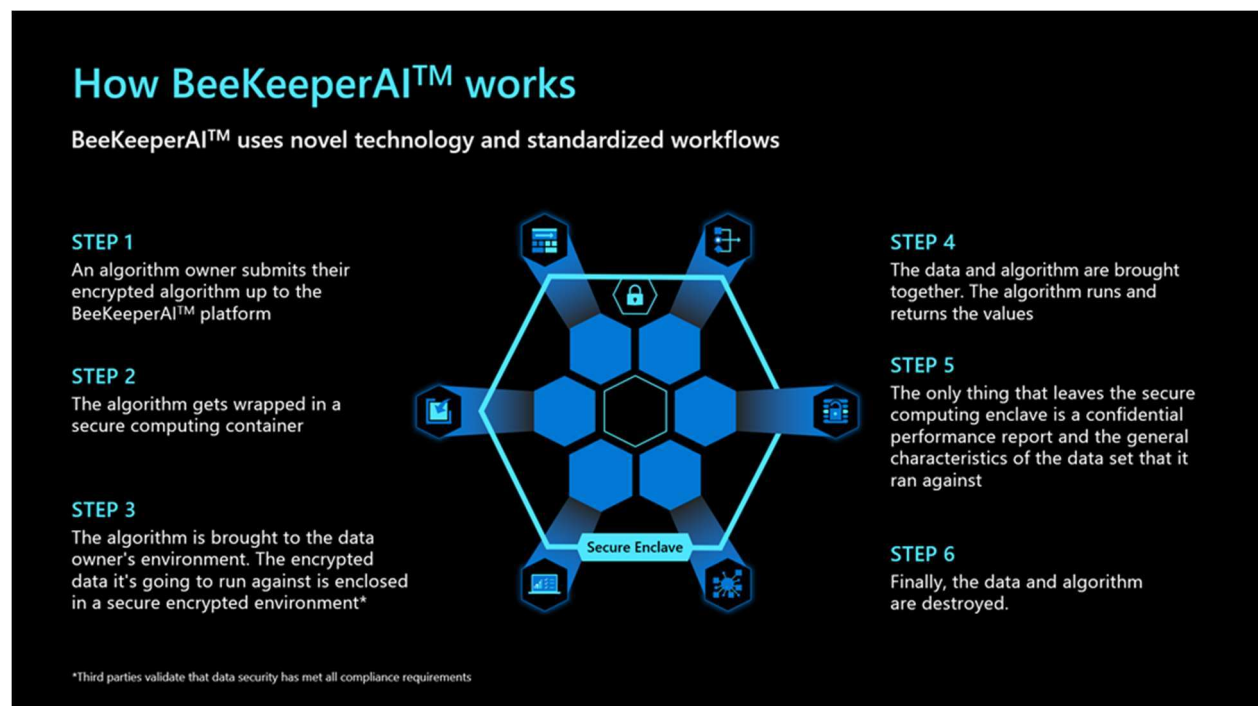 How BeeKeeperAI™ works
BeeKeeperAI™ uses novel technology and standardized workflows
STEP 1
An algorithm owner submits their
encrypted algorithm up to the
BeeKeeperAI™ platform
STEP 2
The algorithm gets wrapped in a
secure computing container
STEP 3
The algorithm is brought to the data
owner's environment. The encrypted
data it's going to run against is enclosed
in a secure encrypted environment*
Secure Enclave
STEP 4
The data and algorithm are brought
together. The algorithm runs and
returns the values
STEP 5
The only thing that leaves the secure
computing enclave is a confidential
performance report and the general
characteristics of the data set that it
ran against
STEP 6
Finally, the data and algorithm
are destroyed.
*Third parties validate that data security has met all compliance requirements